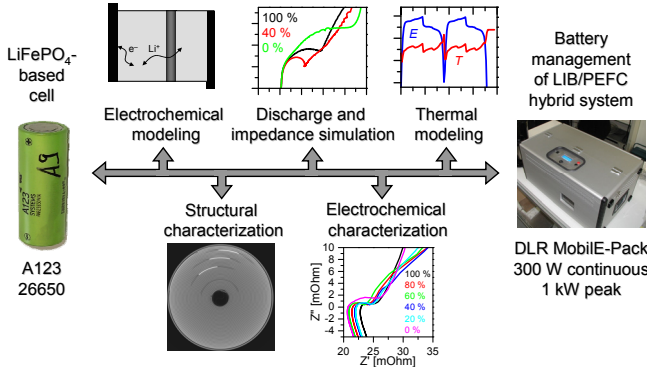 LiFePO₄-
based
cell
A9
A123
SYSTEMS
A123
26650
e⁻
Li⁺
Electrochemical
modeling
100 %
40 %
0 %
Discharge and
impedance simulation
E
T
Thermal
modeling
Structural
characterization
Electrochemical
characterization
Z'' [mOhm]
10
8
6
4
2
0
-2
-4
100 %
80 %
60 %
40 %
20 %
0 %
20 25 30 35
Z' [mOhm]
Battery
management
of LIB/PEFC
hybrid system
DLR MobilE-Pack
300 W continuous
1 kW peak